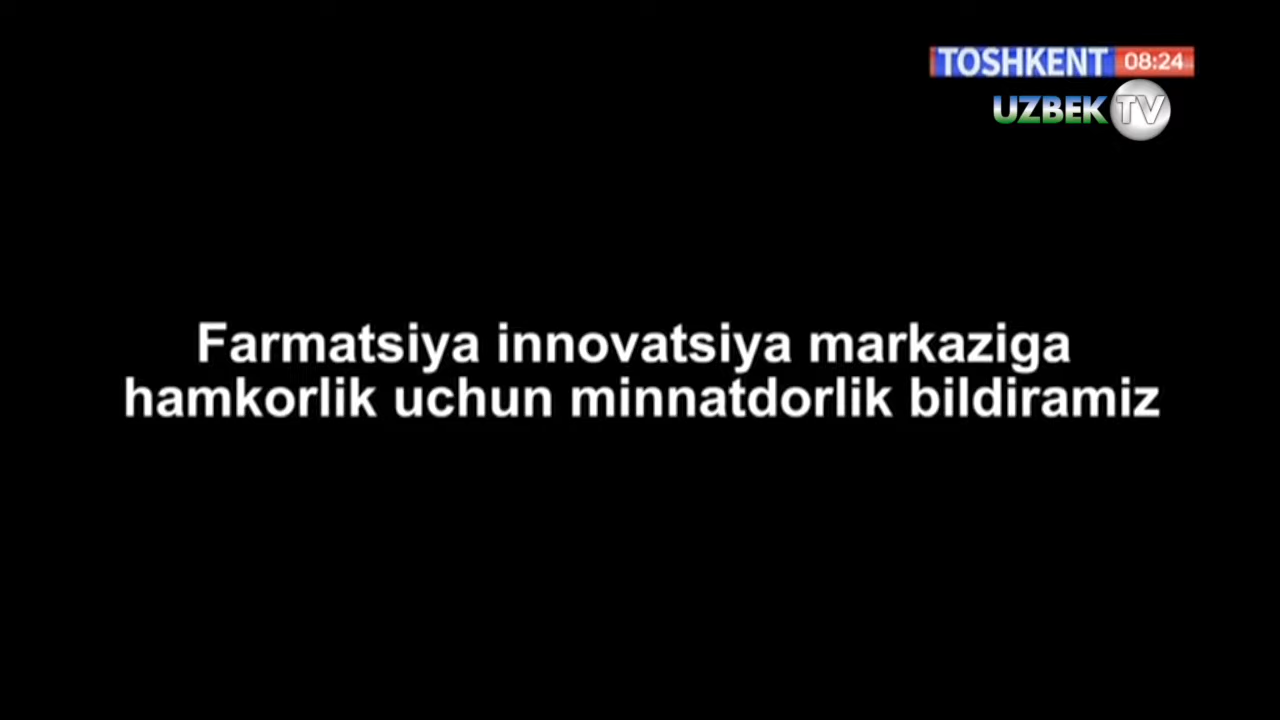 TOSHKENT 08:24
UZBEK TV
Farmatsiya innovatsiya markaziga
hamkorlik uchun minnatdorlik bildiramiz